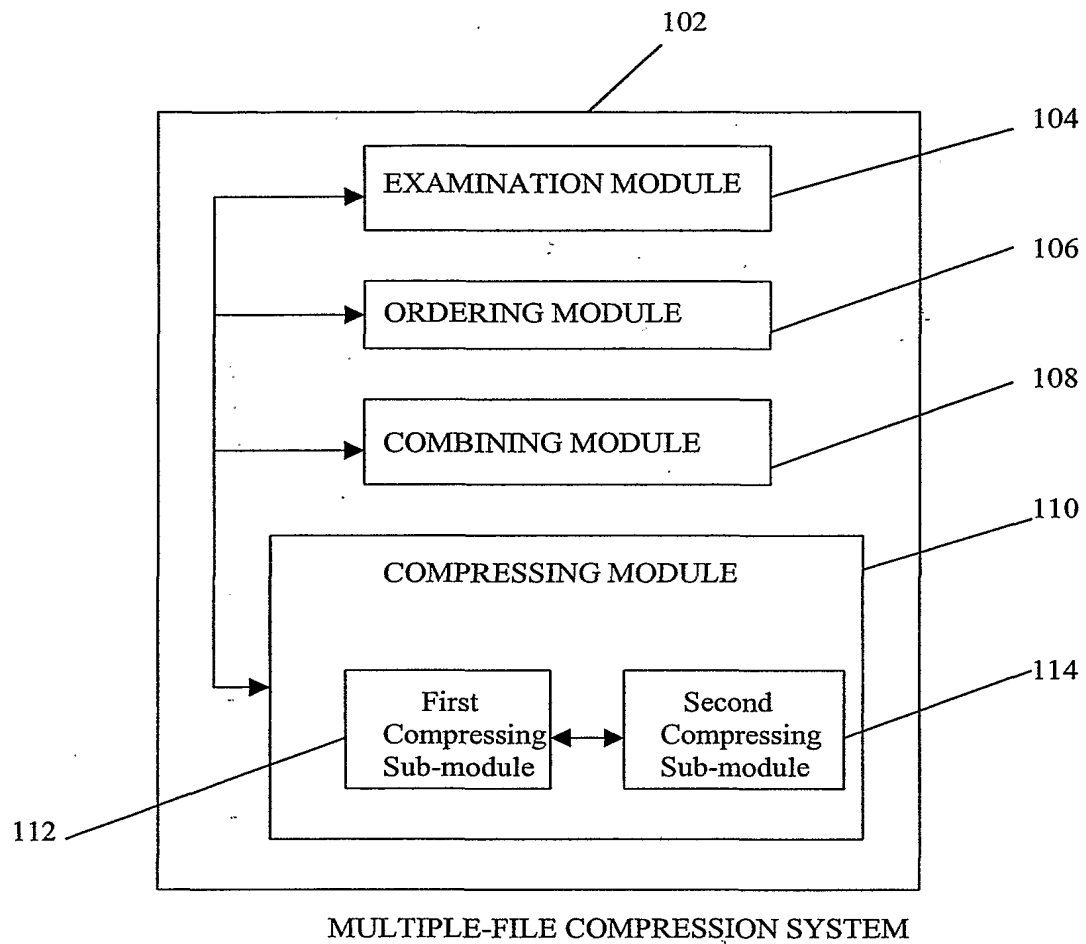 102
104
EXAMINATION MODULE
106
ORDERING MODULE
108
COMBINING MODULE
110
COMPRESSING MODULE
114
First
Compressing
Sub-module
Second
Compressing
Sub-module
112
MULTIPLE-FILE COMPRESSION SYSTEM